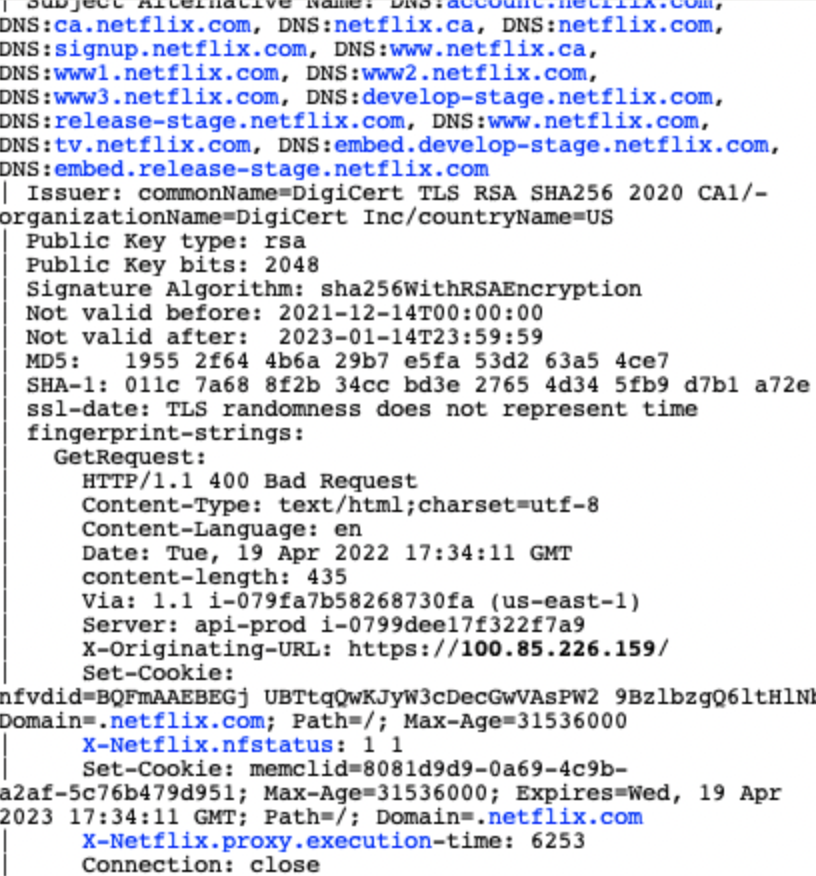 | Subject Alternative Name: DNS:account.netflix.com,
DNS:ca.netflix.com, DNS:netflix.ca, DNS:netflix.com,
DNS:signup.netflix.com, DNS:www.netflix.ca,
DNS:www1.netflix.com, DNS:www2.netflix.com,
DNS:www3.netflix.com, DNS:develop-stage.netflix.com,
DNS:release-stage.netflix.com, DNS:www.netflix.com,
DNS:tv.netflix.com, DNS:embed.develop-stage.netflix.com,
DNS:embed.release-stage.netflix.com
| Issuer: commonName=DigiCert TLS RSA SHA256 2020 CA1/-
organizationName=DigiCert Inc/countryName=US
| Public Key type: rsa
| Public Key bits: 2048
| Signature Algorithm: sha256WithRSAEncryption
| Not valid before: 2021-12-14T00:00:00
| Not valid after:  2023-01-14T23:59:59
| MD5:   1955 2f64 4b6a 29b7 e5fa 53d2 63a5 4ce7
| SHA-1: 011c 7a68 8f2b 34cc bd3e 2765 4d34 5fb9 d7b1 a72e
| ssl-date: TLS randomness does not represent time
| fingerprint-strings:
|   GetRequest:
|     HTTP/1.1 400 Bad Request
|     Content-Type: text/html;charset=utf-8
|     Content-Language: en
|     Date: Tue, 19 Apr 2022 17:34:11 GMT
|     content-length: 435
|     Via: 1.1 i-079fa7b58268730fa (us-east-1)
|     Server: api-prod i-0799dee17f322f7a9
|     X-Originating-URL: https://100.85.226.159/
|     Set-Cookie:
nfvdid=BQFmAAEBEGj UBTtqQwKJyW3cDecGwVAsPW2 9BzlbzgQ6ltHlNb
Domain=.netflix.com; Path=/; Max-Age=31536000
|     X-Netflix.nfstatus: 1 1
|     Set-Cookie: memclid=8081d9d9-0a69-4c9b-
a2af-5c76b479d951; Max-Age=31536000; Expires=Wed, 19 Apr
2023 17:34:11 GMT; Path=/; Domain=.netflix.com
|     X-Netflix.proxy.execution-time: 6253
|     Connection: close